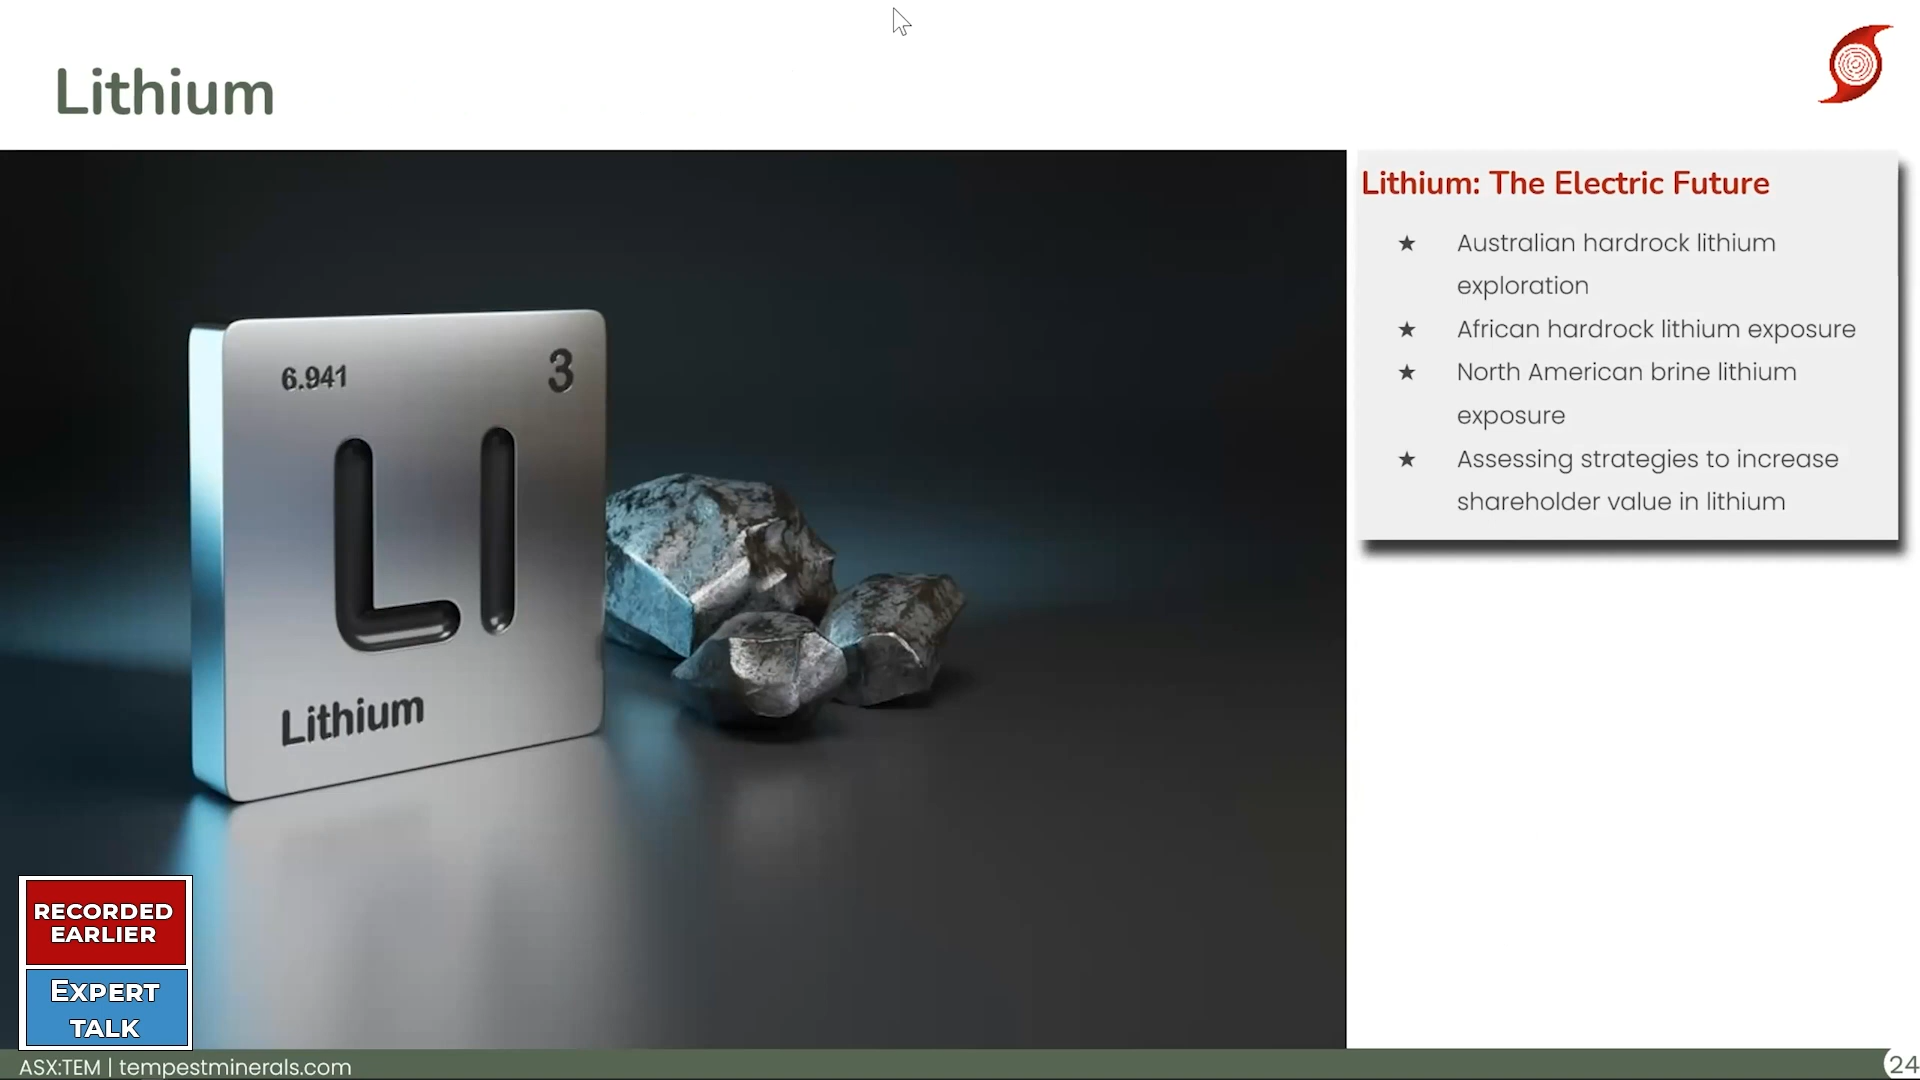 Lithium
6.941
3
LI
Lithium
Lithium: The Electric Future
★ Australian hardrock lithium
exploration
★ African hardrock lithium exposure
★ North American brine lithium
exposure
★ Assessing strategies to increase
shareholder value in lithium
RECORDED
EARLIER
EXPERT
TALK
ASX:TEM | tempestminerals.com
24